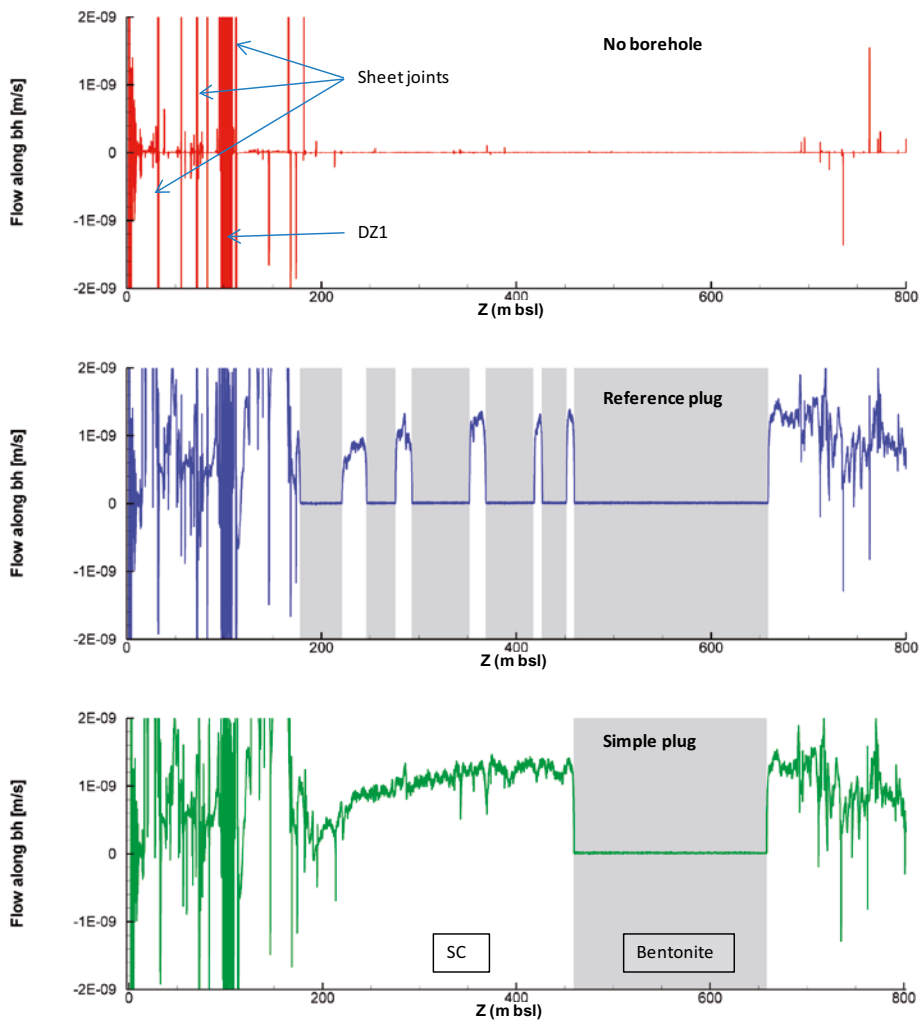 2E-09
No borehole
Sheet joints
1E-09
0
-1E-09
DZ1
-2E-09
0
200
400
600
800
Z (m bsl)
Flow along bh [m/s]
2E-09
Reference plug
1E-09
0
-1E-09
-2E-09
0
200
400
600
800
Z (m bsl)
Flow along bh [m/s]
2E-09
Simple plug
1E-09
0
-1E-09
SC
Bentonite
-2E-09
0
200
400
600
800
Z (m bsl)
Flow along bh [m/s]